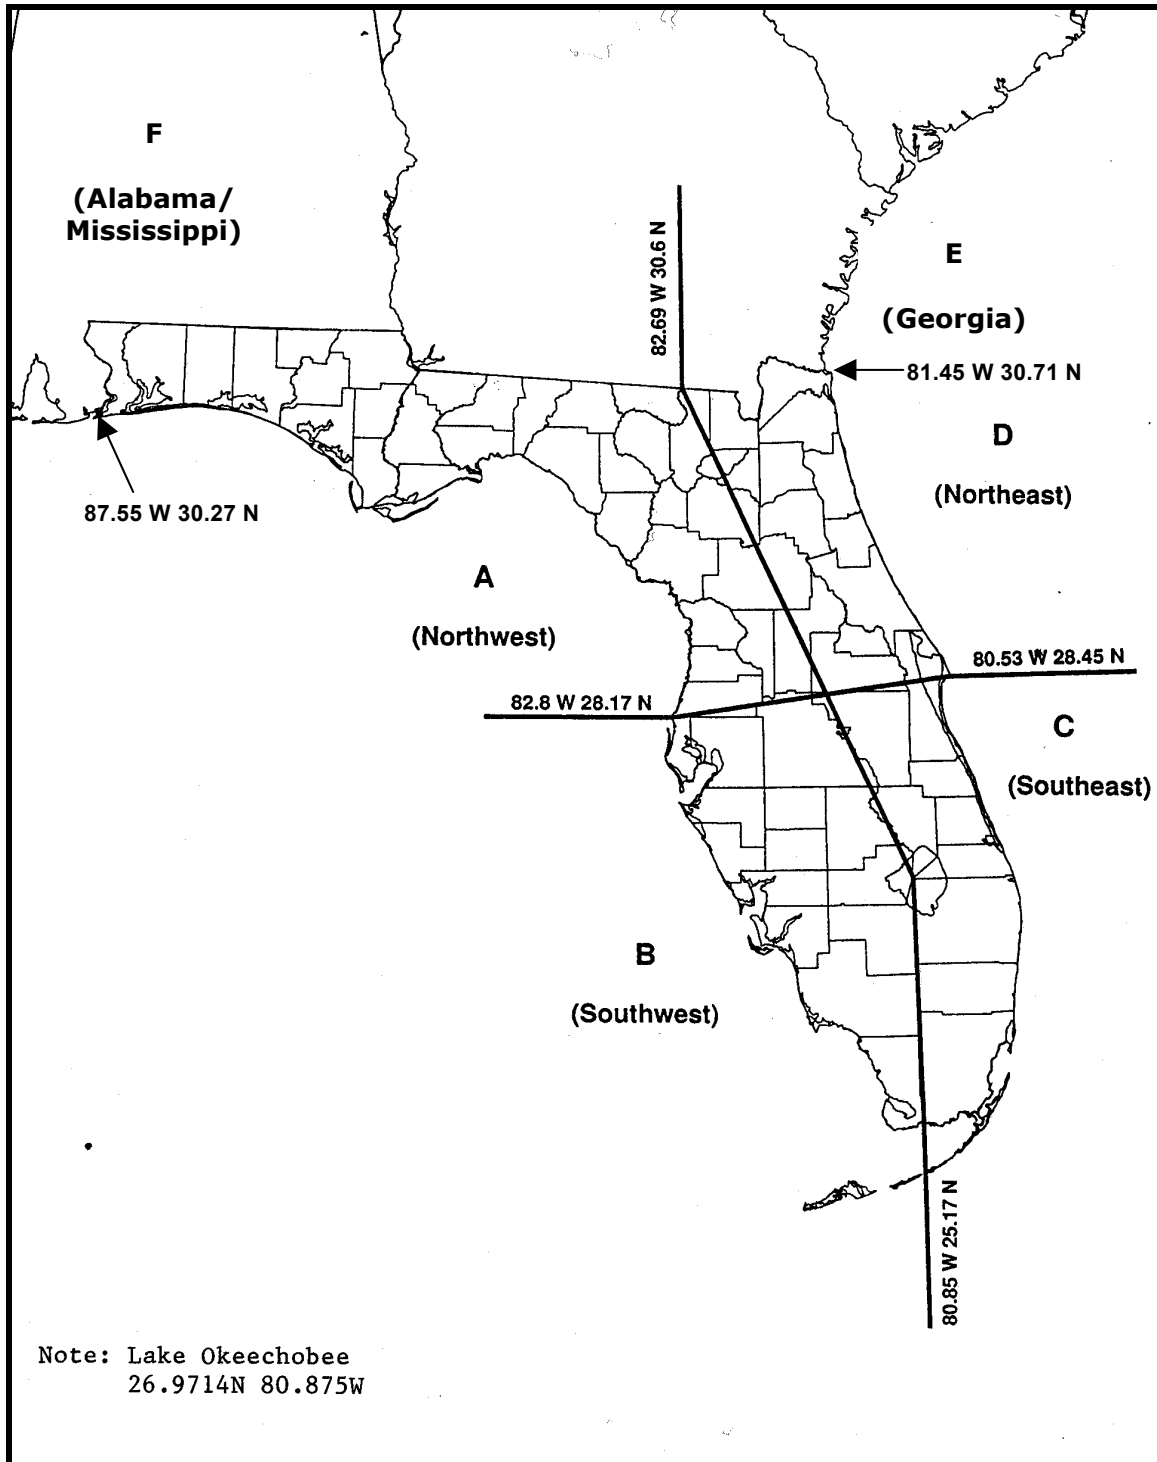 F
(Alabama/
Mississippi)
82.69 W 30.6 N
E
(Georgia)
81.45 W 30.71 N
D
(Northeast)
87.55 W 30.27 N
A
(Northwest)
80.53 W 28.45 N
82.8 W 28.17 N
C
(Southeast)
B
(Southwest)
80.85 W 25.17 N
Note: Lake Okeechobee
26.9714N 80.875W